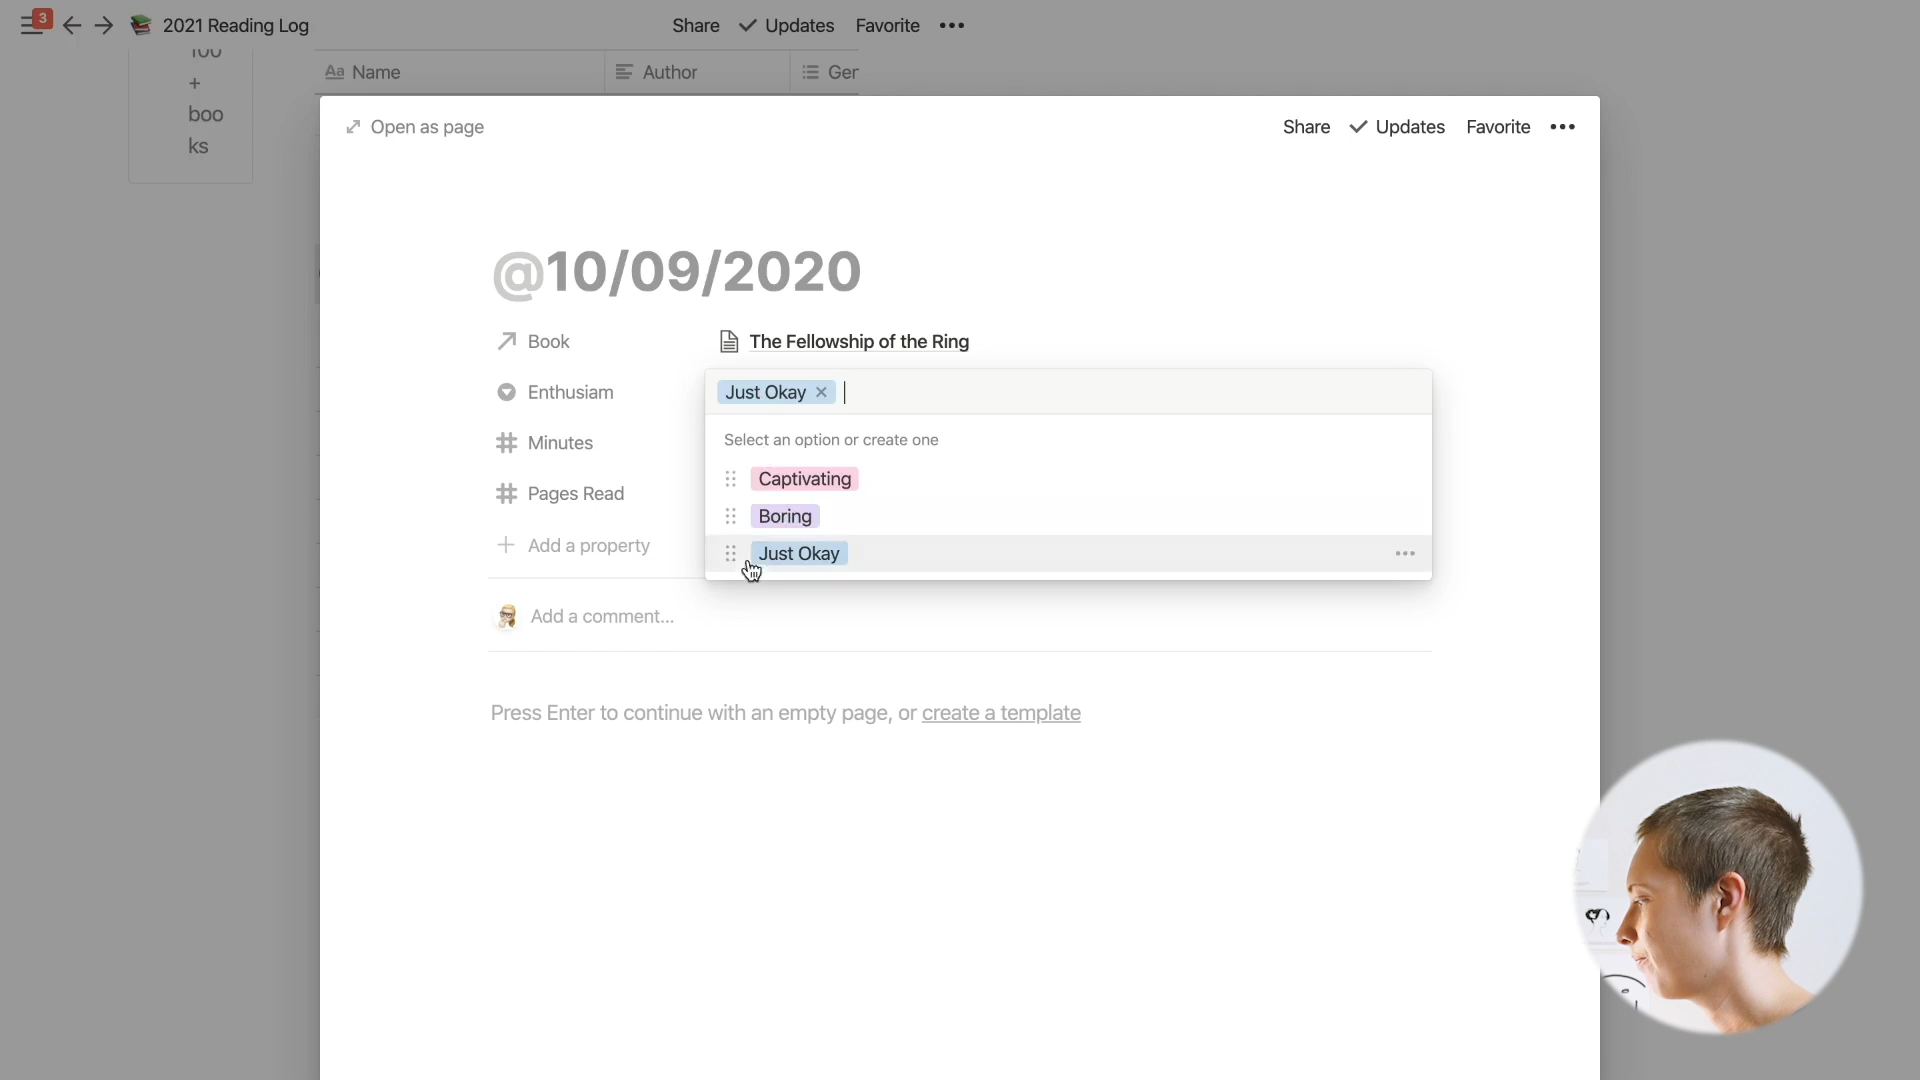 3
2021 Reading Log
Share
Updates
Favorite
100
+
boo
ks
Aa Name
Author
Ger
Open as page
Share
Updates
Favorite
@10/09/2020
Book
The Fellowship of the Ring
Enthusiam
Just Okay
Select an option or create one
Minutes
Captivating
Pages Read
Boring
Add a property
Just Okay
Add a comment...
Press Enter to continue with an empty page, or create a template